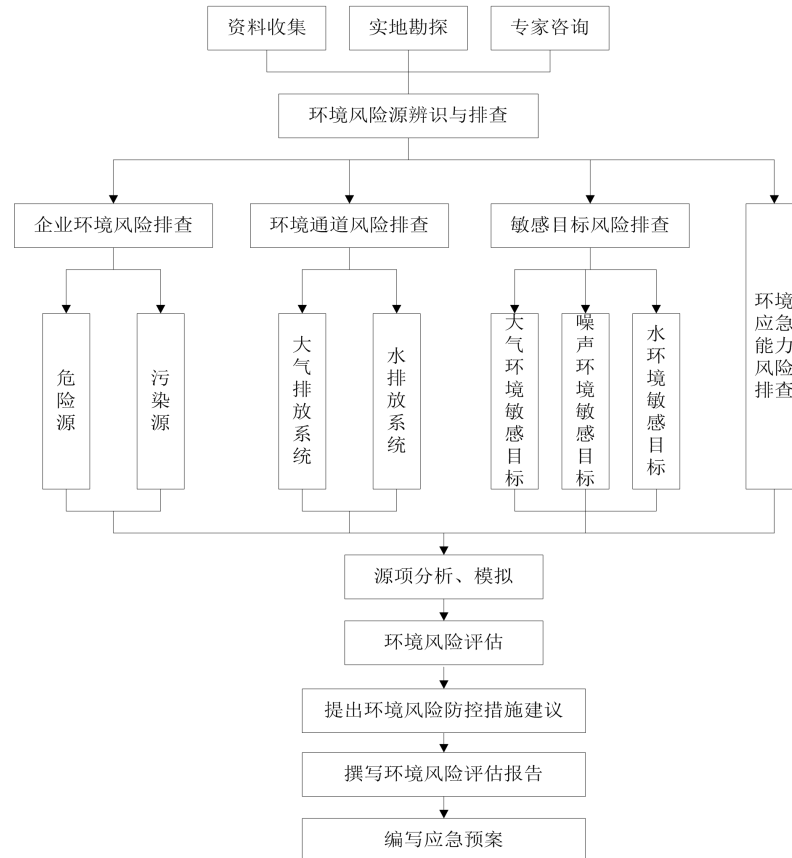 资料收集
实地勘探
专家咨询
环境风险源辨识与排查
企业环境风险排查
环境通道风险排查
敏感目标风险排查
环境
应急
能力
风险
排查
危险源
污染源
大气排放系统
水排放系统
大气环境敏感目标
噪声环境敏感目标
水环境敏感目标
源项分析、模拟
环境风险评估
提出环境风险防控措施建议
撰写环境风险评估报告
编写应急预案